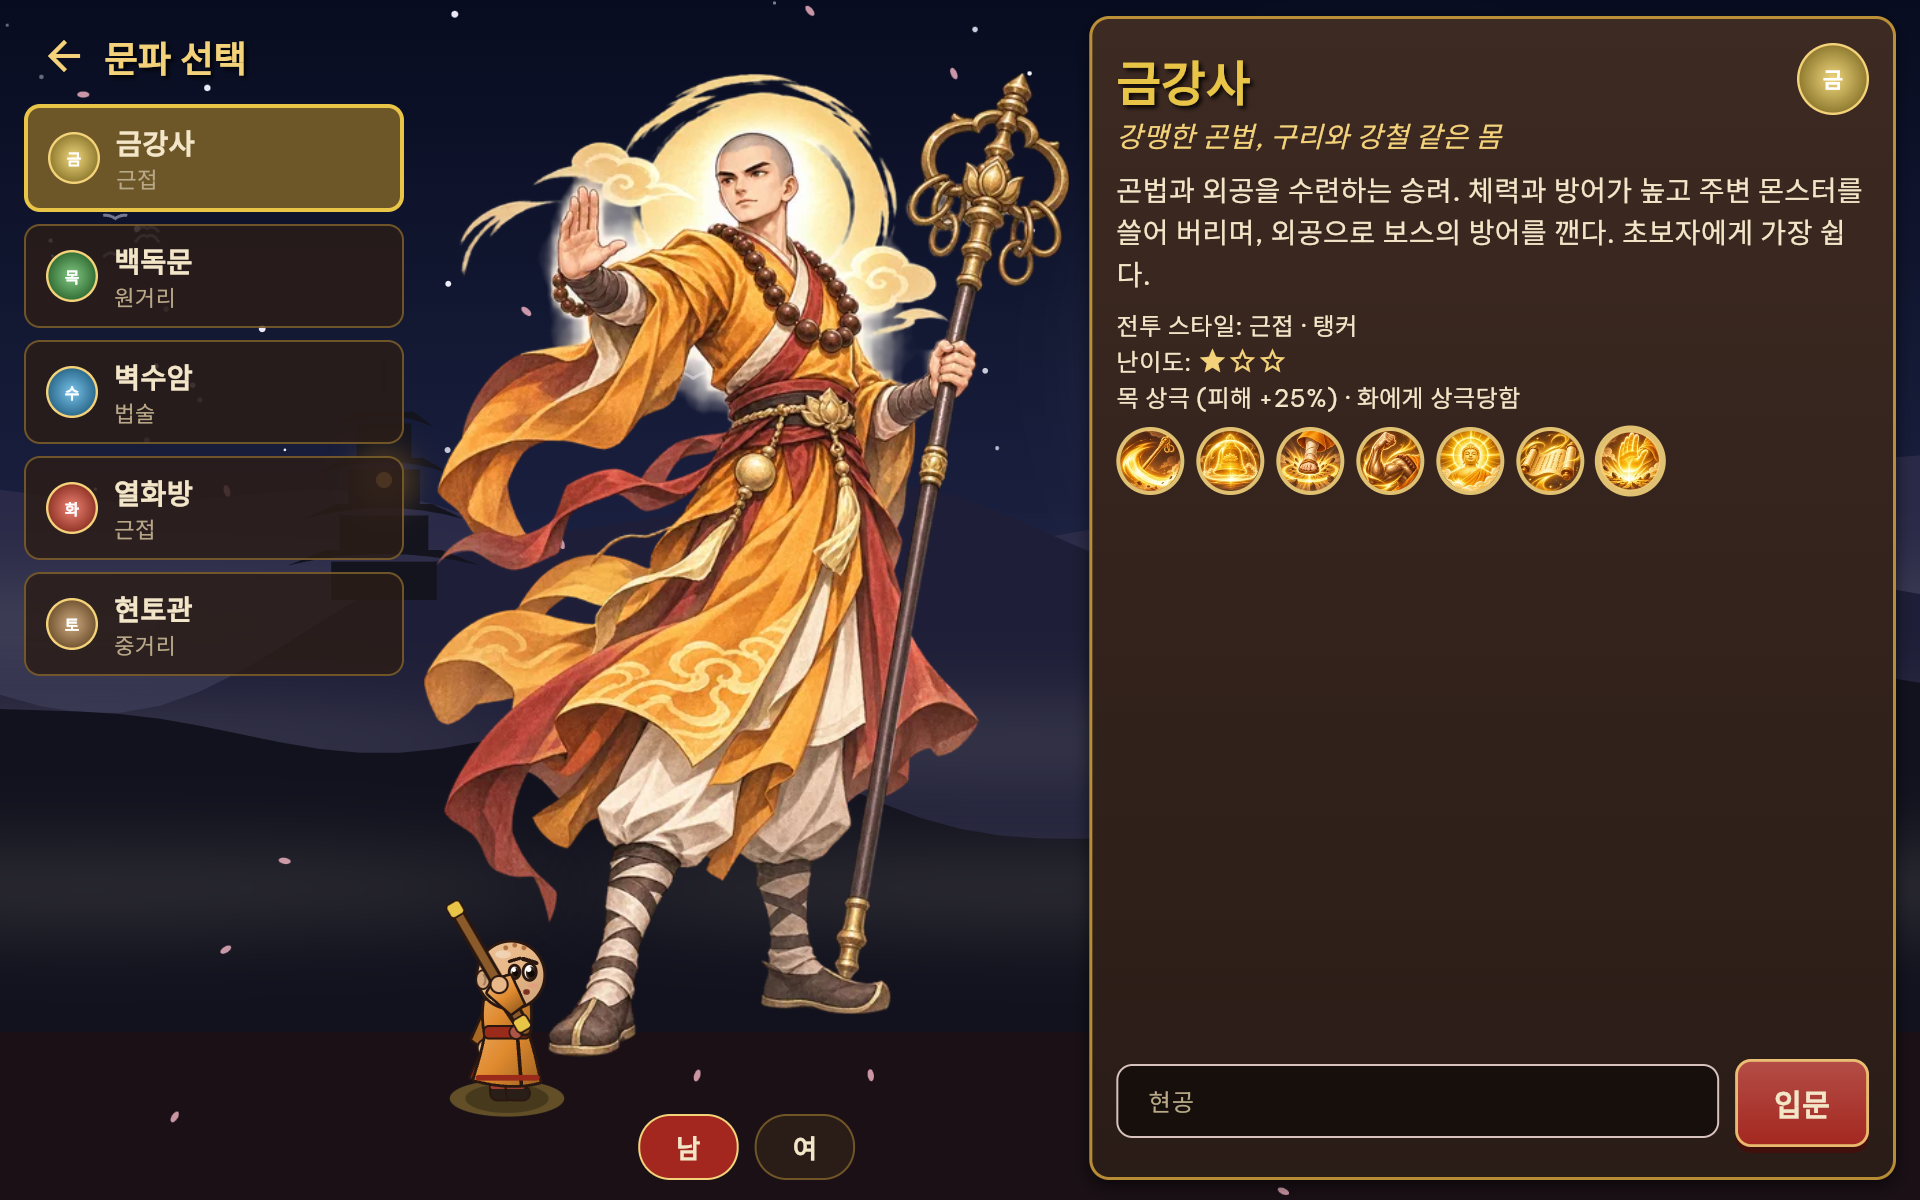 문파 선택
금
금강사
근접
목
백독문
원거리
수
벽수암
법술
화
열화방
근접
토
현토관
중거리
남
여
금강사
금
강맹한 곤법, 구리와 강철 같은 몸
곤법과 외공을 수련하는 승려. 체력과 방어가 높고 주변 몬스터를
쓸어 버리며, 외공으로 보스의 방어를 깬다. 초보자에게 가장 쉽
다.
전투 스타일: 근접 · 탱커
난이도: ★☆☆
목 상극 (피해 +25%) · 화에게 상극당함
현공
입문